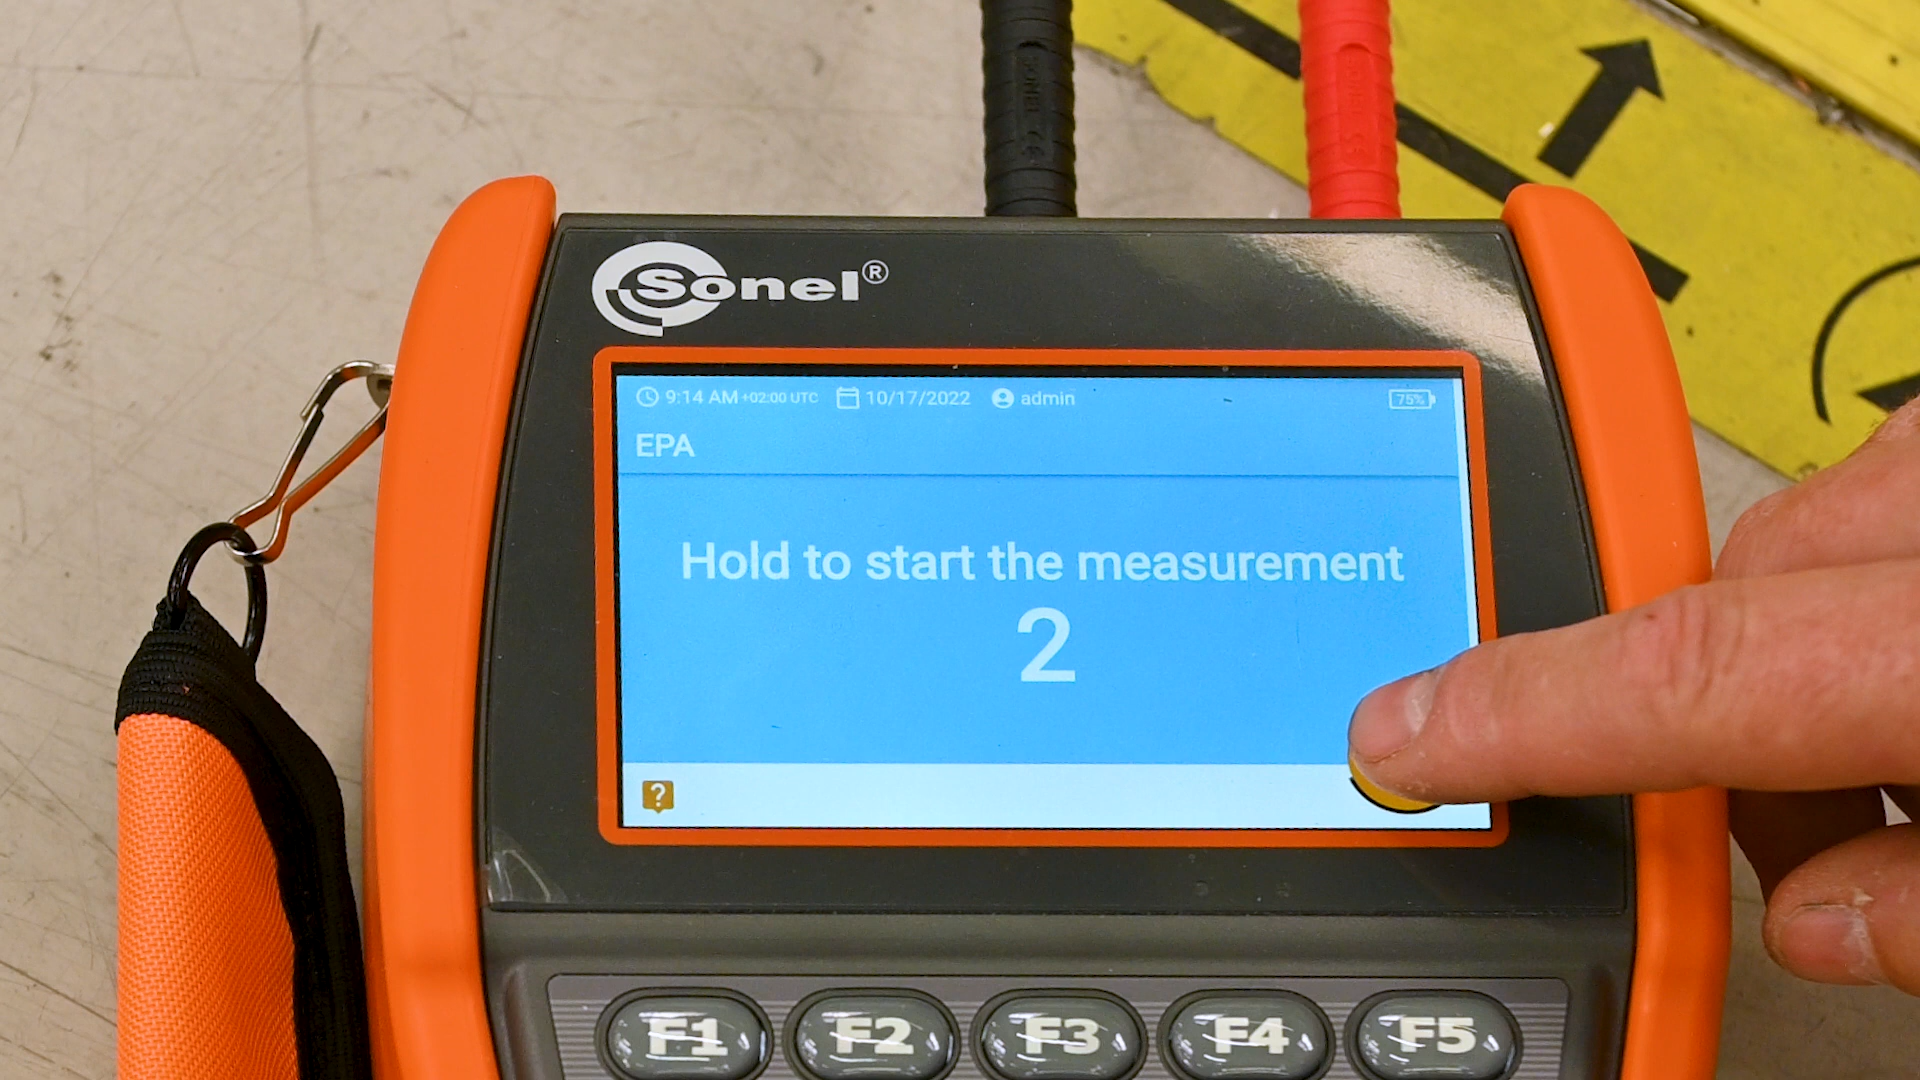 SONEL
Sonel®
9:14 AM +02:00 UTC 10/17/2022 admin 75%
EPA
Hold to start the measurement
2
?
F1 F2 F3 F4 F5